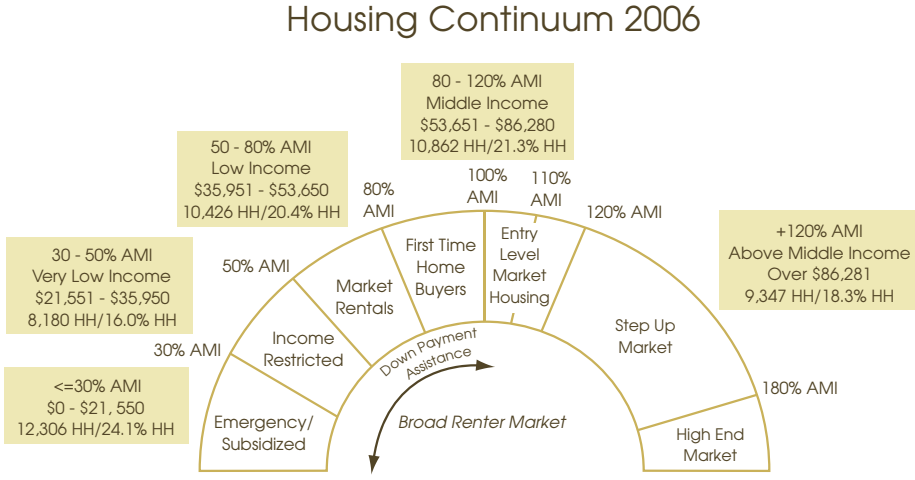 Housing Continuum 2006
80 - 120% AMI
Middle Income
$53,651 - $86,280
10,862 HH/21.3% HH
50 - 80% AMI
Low Income
$35,951 - $53,650
10,426 HH/20.4% HH
30 - 50% AMI
Very Low Income
$21,551 - $35,950
8,180 HH/16.0% HH
<=30% AMI
$0 - $21, 550
12,306 HH/24.1% HH
+120% AMI
Above Middle Income
Over $86,281
9,347 HH/18.3% HH
30% AMI
50% AMI
80%
AMI
100%
AMI
110%
AMI
120% AMI
180% AMI
Emergency/
Subsidized
Income
Restricted
Market
Rentals
First Time
Home
Buyers
Entry
Level
Market
Housing
Step Up
Market
High End
Market
Down Payment
Assistance
Broad Renter Market